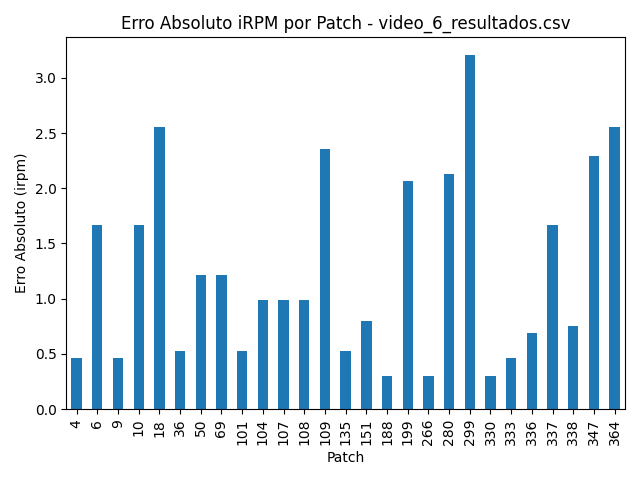 Erro Absoluto iRPM por Patch - video_6_resultados.csv
Erro Absoluto (irpm)
3.0
2.5
2.0
1.5
1.0
0.5
0.0
4 6 9 10 18 36 50 69 101 104 107 108 109 135 151 188 199 266 280 299 330 333 336 337 338 347 364
Patch